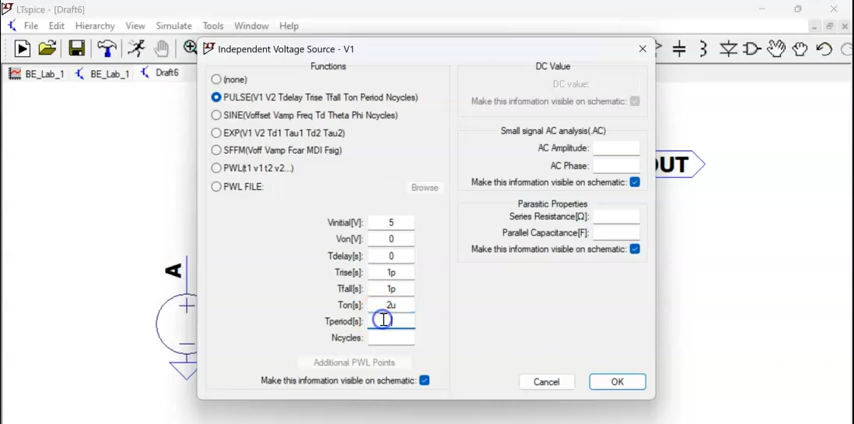 LTspice - [Draft6]
File Edit Hierarchy View Simulate Tools Window Help
BE_Lab_1 BE_Lab_1 Draft6
Independent Voltage Source - V1
Functions
(none)
PULSE(V1 V2 Tdelay Trise Tfall Ton Period Ncycles)
SINE(Voffset Vamp Freq Td Theta Phi Ncycles)
EXP(V1 V2 Td1 Tau1 Td2 Tau2)
SFFM(Voff Vamp Fcar MDI Fsig)
PWL(t1 v1 t2 v2...)
PWL FILE: Browse
Vinitial[V]: 5
Von[V]: 0
Tdelay[s]: 0
Trise[s]: 1p
Tfall[s]: 1p
Ton[s]: 2u
Tperiod[s]:
Ncycles:
Additional PWL Points
Make this information visible on schematic:
DC Value
DC value:
Make this information visible on schematic:
Small signal AC analysis(.AC)
AC Amplitude:
AC Phase:
Make this information visible on schematic:
Parasitic Properties
Series Resistance[Ω]:
Parallel Capacitance[F]:
Make this information visible on schematic:
Cancel OK
A
OUT